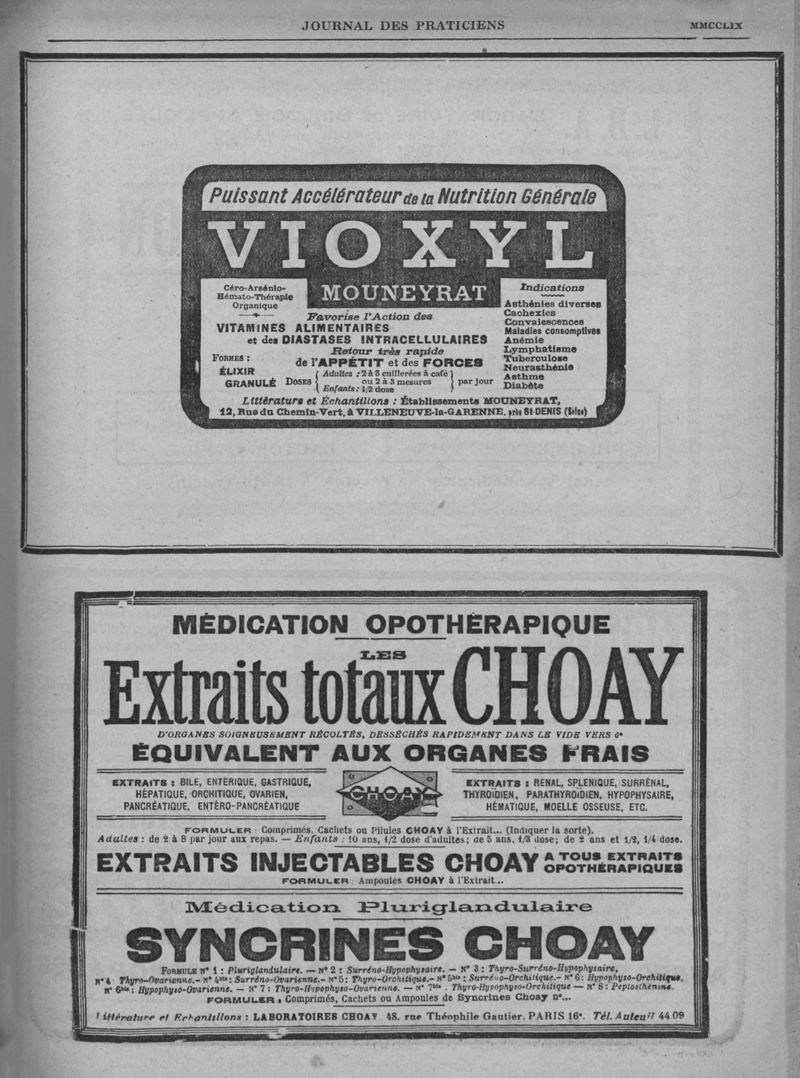 JOURNAL DES PRATICIENS
MMCCLIX
Puissant Accélérateur de la Nutrition Générale
VIOXYL
MOUNEYRAT
Céro-Arsénio-
Hémato-Thérapie
Organique
Favorise l'Action des
VITAMINES ALIMENTAIRES
et des DIASTASES INTRACELLULAIRES
Retour très rapide
de l'APPÉTIT et des FORCES
FORMES :
ÉLIXIR
GRANULÉ
DOSES
Adultes : 2 à 3 cuillerées à café
ou 2 à 3 mesures
Enfants : 1/2 dose
par jour
Indications
Asthénies diverses
Cachexies
Convalescences
Maladies consomptives
Anémie
Lymphatisme
Tuberculose
Neurasthénie
Asthme
Diabète
Littérature et Échantillons : Établissements MOUNEYRAT,
12, Rue du Chemin-Vert, à VILLENEUVE-la-GARENNE, près St-DENIS (Seine)
MÉDICATION OPOTHÉRAPIQUE
LES
Extraits totaux CHOAY
D'ORGANES SOIGNEUSEMENT RÉCOLTÉS, DESSÉCHÉS RAPIDEMENT DANS LE VIDE VERS 0°
ÉQUIVALENT AUX ORGANES FRAIS
EXTRAITS : BILE, ENTÉRIQUE, GASTRIQUE,
HÉPATIQUE, ORCHITIQUE, OVARIEN,
PANCRÉATIQUE, ENTÉRO-PANCRÉATIQUE
CHOAY
EXTRAITS : RENAL, SPLENIQUE, SURRÉNAL,
THYROÏDIEN, PARATHYROïDIEN, HYPOPHYSAIRE,
HÉMATIQUE, MOELLE OSSEUSE, ETC.
FORMULER : Comprimés, Cachets ou Pilules CHOAY à l'Extrait... (Indiquer la sorte).
Adultes : de 2 à 8 par jour aux repas. — Enfants : 10 ans, 1/2 dose d'adultes; de 5 ans, 1/3 dose; de 2 ans et 1/2, 1/4 dose.
EXTRAITS INJECTABLES CHOAY A TOUS EXTRAITS
OPOTHÉRAPIQUES
FORMULER : Ampoules CHOAY à l'Extrait...
Médication Pluriglandulaire
SYNCRINES CHOAY
FORMULE N° 1 : Pluriglandulaire. — N° 2 : Surréno-Hypophysaire. — N° 3 : Thyro-Surréno-Hypophysaire,
N° 4 Thyro-Ovarienne.- N° 4bis: Surréno-Ovarienne.- N° 5: Thyro-Orchitique.- N° 5bis: Surréno-Orchitique.- N° 6: Hypophyso-Orchitique,
N° 6bis: Hypophyso-Ovarienne. — N° 7 : Thyro-Hypophyso-Ovarienne. — N° 7bis . Thyro-Hypophyso-Orchitique — N° 8 : Peptosthénine.
FORMULER : Comprimés, Cachets ou Ampoules de Syncrines Choay n°...
Littérature et Echantillons : LABORATOIRES CHOAY 48, rue Théophile Gautier, PARIS 16°. Tél. Auteuil 44 09